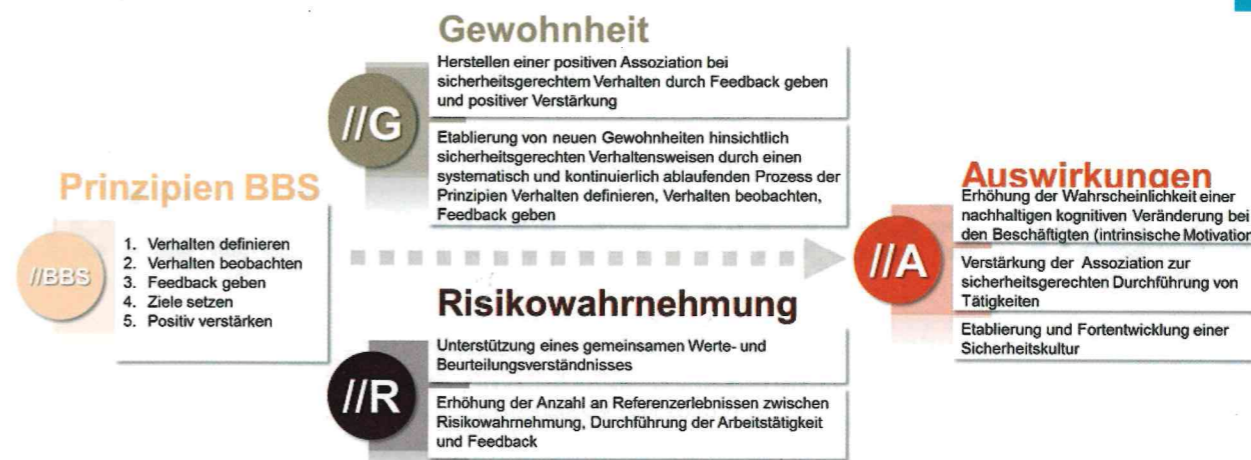 Gewohnheit
Herstellen einer positiven Assoziation bei
sicherheitsgerechtem Verhalten durch Feedback geben
und positiver Verstärkung
//G
Etablierung von neuen Gewohnheiten hinsichtlich
sicherheitsgerechten Verhaltensweisen durch einen
systematisch und kontinuierlich ablaufenden Prozess der
Prinzipien Verhalten definieren, Verhalten beobachten,
Feedback geben
Prinzipien BBS
//BBS
1. Verhalten definieren
2. Verhalten beobachten
3. Feedback geben
4. Ziele setzen
5. Positiv verstärken
Risikowahrnehmung
Unterstützung eines gemeinsamen Werte- und
Beurteilungsverständnisses
//R
Erhöhung der Anzahl an Referenzerlebnissen zwischen
Risikowahrnehmung, Durchführung der Arbeitstätigkeit
und Feedback
Auswirkungen
Erhöhung der Wahrscheinlichkeit einer
nachhaltigen kognitiven Veränderung bei
den Beschäftigten (intrinsische Motivation
//A
Verstärkung der Assoziation zur
sicherheitsgerechten Durchführung von
Tätigkeiten
Etablierung und Fortentwicklung einer
Sicherheitskultur